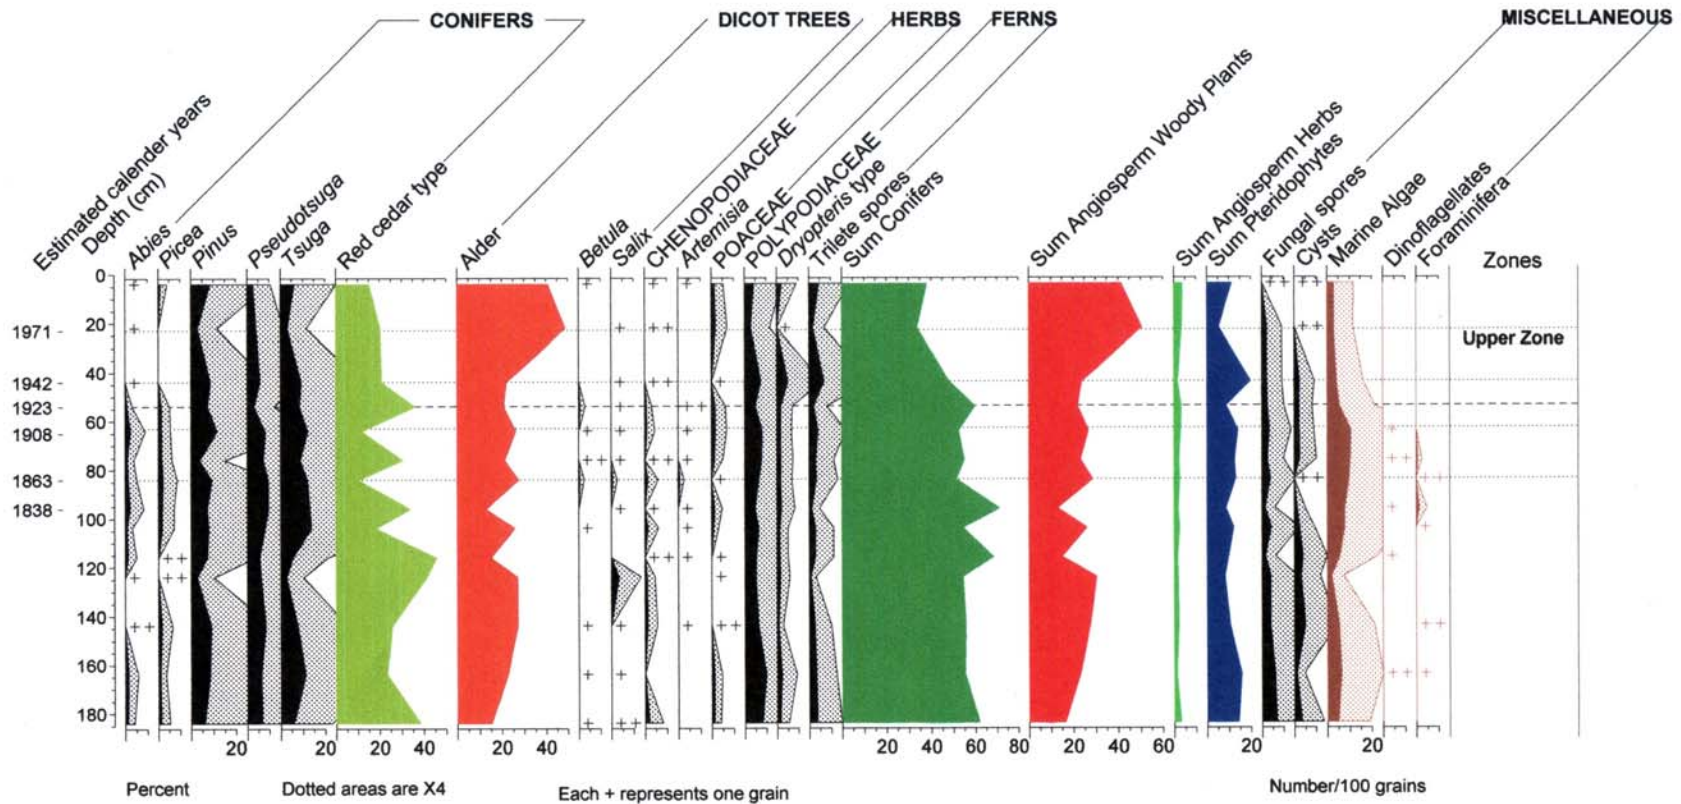 CONIFERS
DICOT TREES
HERBS
FERNS
MISCELLANEOUS
Estimated calender years
Depth (cm)
Abies
Picea
Pinus
Pseudotsuga
Tsuga
Red cedar type
Alder
Betula
Salix
CHENOPODIACEAE
Artemisia
POACEAE
POLYPODIACEAE
Dryopteris type
Trilete spores
Sum Conifers
Sum Angiosperm Woody Plants
Sum Angiosperm Herbs
Sum Pteridophytes
Fungal spores
Cysts
Marine Algae
Dinoflagellates
Foraminifera
Zones
0
1971 - 20
Upper Zone
1942 - 40
1923 -
1908 - 60
80
1863 -
1838 - 100
120
140
160
180
20 20 20 40 20 40 20 40 60 80 20 40 60 20 20
Percent
Dotted areas are X4
Each + represents one grain
Number/100 grains